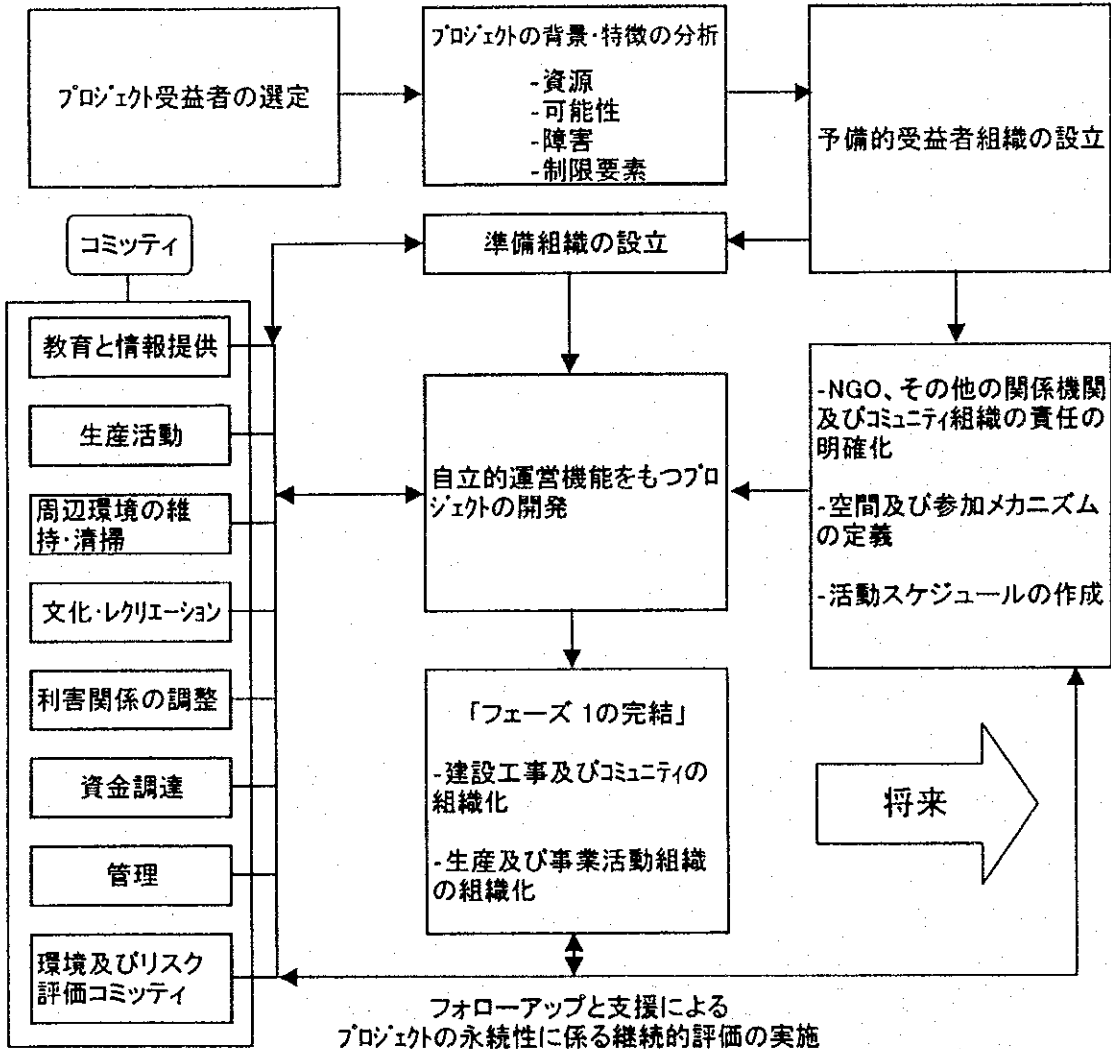 プロジェクト受益者の選定
プロジェクトの背景・特徴の分析
-資源
-可能性
-障害
-制限要素
予備的受益者組織の設立
コミッティ
準備組織の設立
教育と情報提供
生産活動
周辺環境の維
持・清掃
文化・レクリエーション
利害関係の調整
資金調達
管理
環境及びリスク
評価コミッティ
自立的運営機能をもつプロ
ジェクトの開発
-NGO、その他の関係機関
及びコミュニティ組織の責任の
明確化
-空間及び参加メカニズム
の定義
-活動スケジュールの作成
「フェーズ 1の完結」
-建設工事及びコミュニティの
組織化
-生産及び事業活動組織
の組織化
将来
フォローアップと支援による
プロジェクトの永続性に係る継続的評価の実施